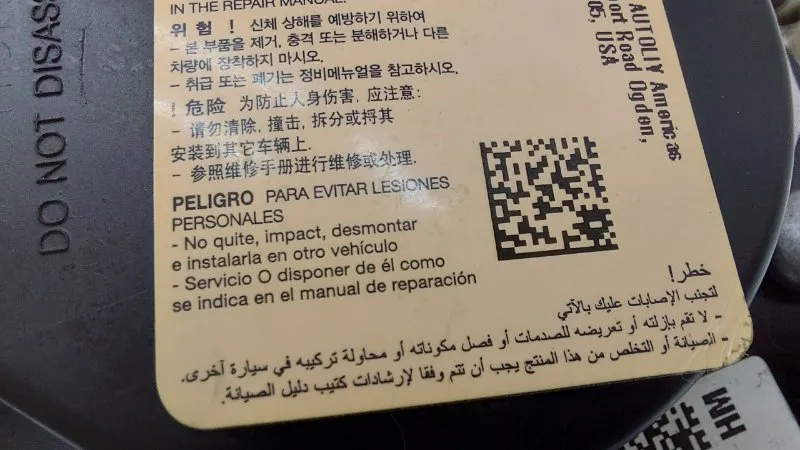 IN THE REPAIR MANUAL.
위 험 ! 신체 상해를 예방하기 위하여
- 본 부품을 제거, 충격 또는 분해하거나 다른
차량에 장착하지 마시오.
- 취급 또는 폐기는 정비메뉴얼을 참고하시오.
! 危险 为防止人身伤害, 应注意:
- 请勿清除, 撞击, 拆分或捋其
安装到其它车辆上.
- 参照维修手册进行维修或处理.
PELIGRO PARA EVITAR LESIONES
PERSONALES
- No quite, impact, desmontar
e instalarla en otro vehículo
- Servicio O disponer de él como
se indica en el manual de reparación
خطر!
لتجنب الإصابات عليك بالآتي
- لا تقم بإزلته أو تعريضه للصدمات أو فصل مكوناته أو محاولة تركيبه في سيارة أخرى.
- الصيانة أو التخلص من هذا المنتج يجب أن تتم وفقا لإرشادات كتيب دليل الصيانة.
AUTOLIV Americas
ort Road Ogden,
05, USA
DO NOT DISAS
WH